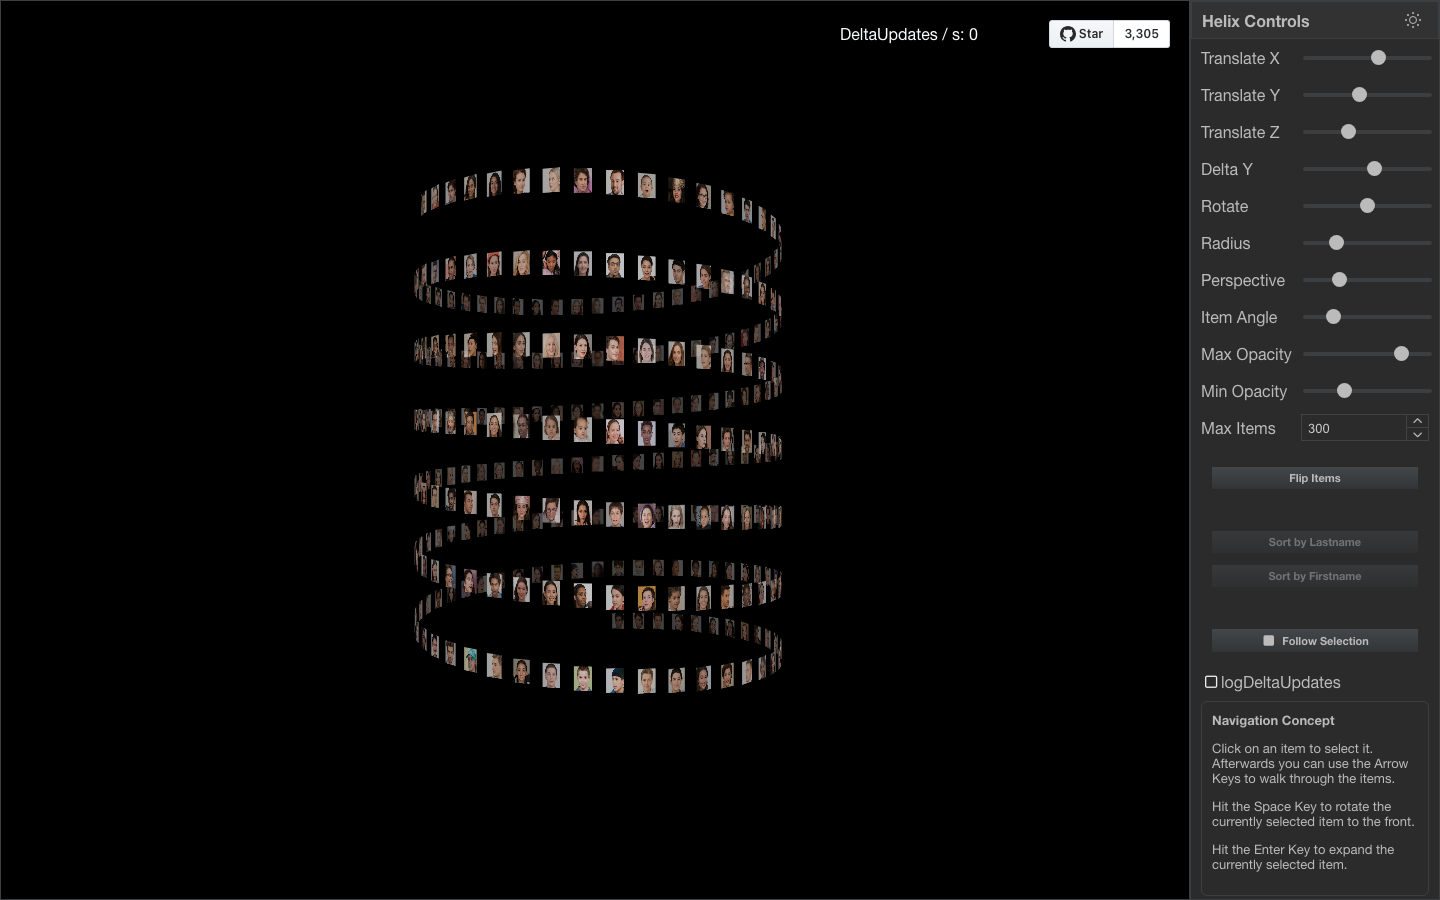 DeltaUpdates / s: 0
Star
3,305
Helix Controls
Translate X
Translate Y
Translate Z
Delta Y
Rotate
Radius
Perspective
Item Angle
Max Opacity
Min Opacity
Max Items
300
Flip Items
Sort by Lastname
Sort by Firstname
Follow Selection
logDeltaUpdates
Navigation Concept
Click on an item to select it.
Afterwards you can use the Arrow
Keys to walk through the items.
Hit the Space Key to rotate the
currently selected item to the front.
Hit the Enter Key to expand the
currently selected item.